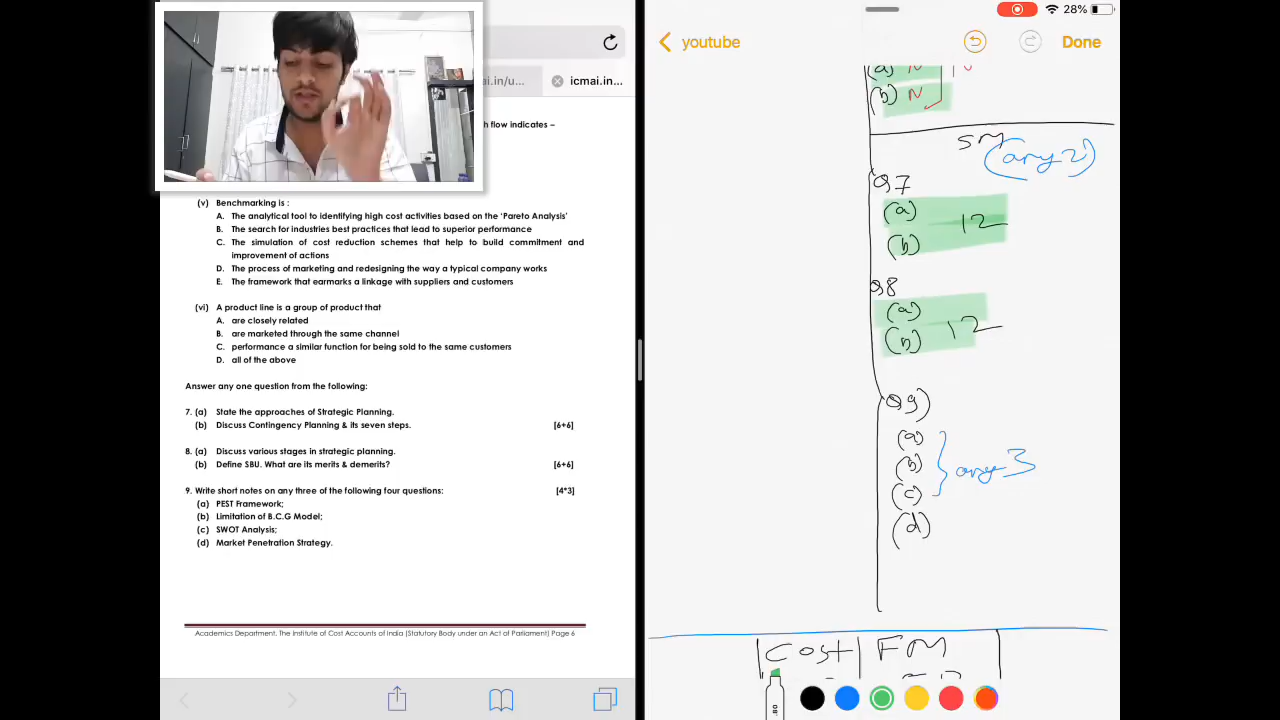 ai.in/u...
icmai.in...
h flow indicates –
(v) Benchmarking is :
A. The analytical tool to identifying high cost activities based on the ‘Pareto Analysis’
B. The search for industries best practices that lead to superior performance
C. The simulation of cost reduction schemes that help to build commitment and
improvement of actions
D. The process of marketing and redesigning the way a typical company works
E. The framework that earmarks a linkage with suppliers and customers
(vi) A product line is a group of product that
A. are closely related
B. are marketed through the same channel
C. performance a similar function for being sold to the same customers
D. all of the above
Answer any one question from the following:
7. (a) State the approaches of Strategic Planning.
(b) Discuss Contingency Planning & its seven steps. [6+6]
8. (a) Discuss various stages in strategic planning.
(b) Define SBU. What are its merits & demerits? [6+6]
9. Write short notes on any three of the following four questions: [4*3]
(a) PEST Framework;
(b) Limitation of B.C.G Model;
(c) SWOT Analysis;
(d) Market Penetration Strategy.
Academics Department, The Institute of Cost Accounts of India (Statutory Body under an Act of Parliament) Page 6
28%
youtube
Done
(a) N
(b) N
SM
(any 2)
Q7
(a)
(b) 12
Q8
(a)
(b) 12
Q9)
(a)
(b) any 3
(c)
(d)
Cost FM